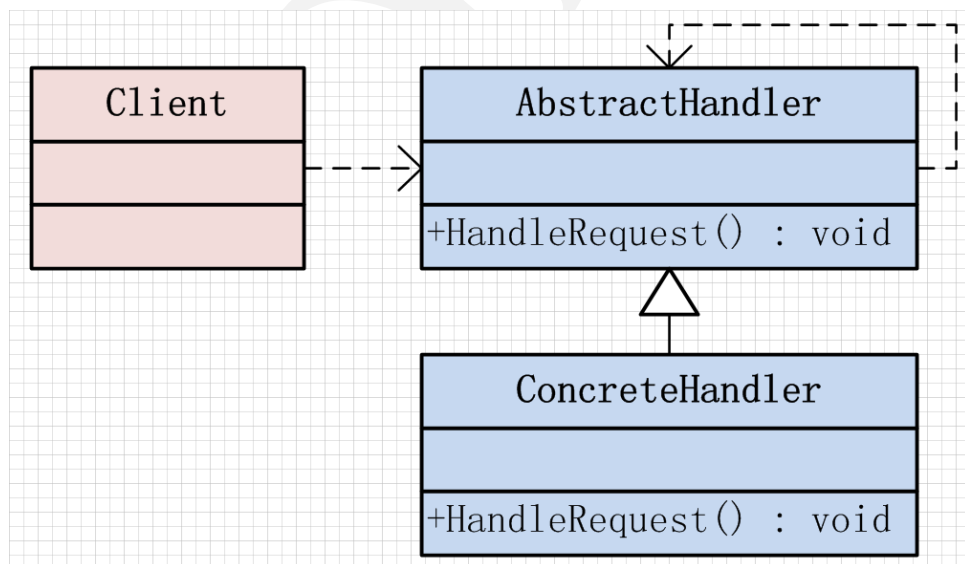 Client
AbstractHandler
+HandleRequest() : void
ConcreteHandler
+HandleRequest() : void